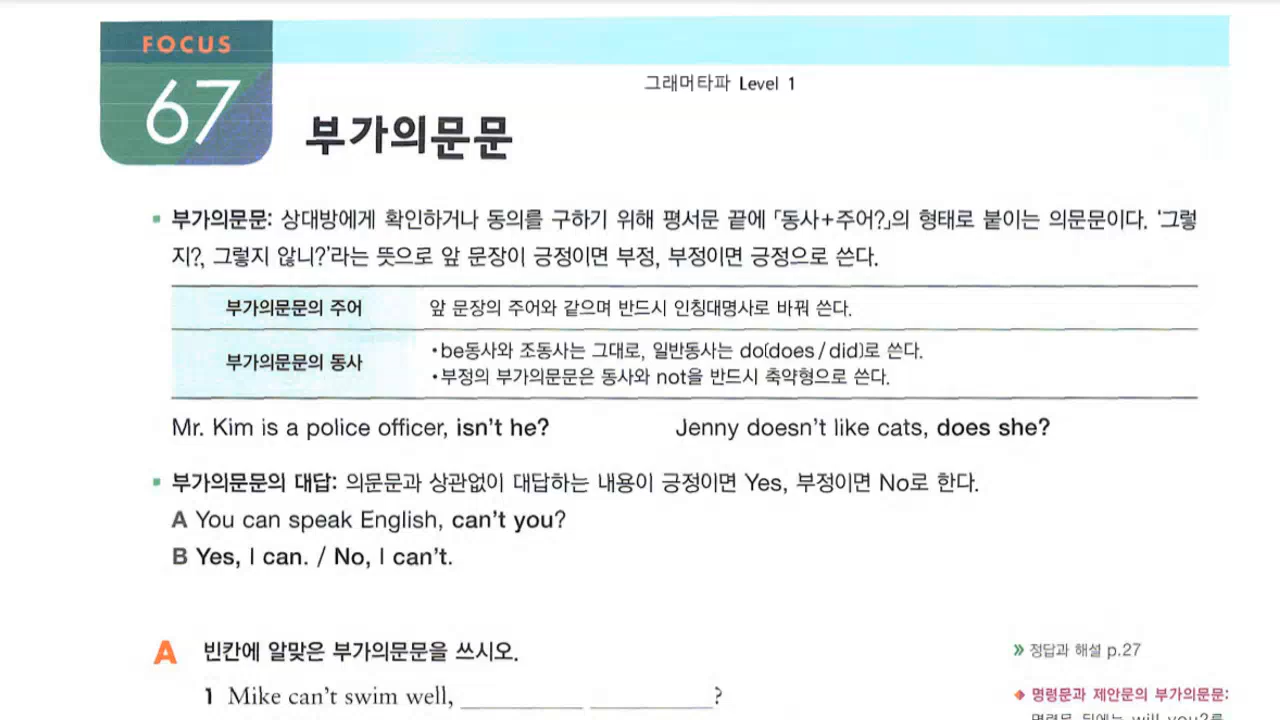 FOCUS
67
그래머타파 Level 1
부가의문문
부가의문문: 상대방에게 확인하거나 동의를 구하기 위해 평서문 끝에 「동사+주어?」의 형태로 붙이는 의문문이다. '그렇
지?, 그렇지 않니?'라는 뜻으로 앞 문장이 긍정이면 부정, 부정이면 긍정으로 쓴다.
부가의문문의 주어 앞 문장의 주어와 같으며 반드시 인칭대명사로 바꿔 쓴다.
부가의문문의 동사
•be동사와 조동사는 그대로, 일반동사는 do(does/did)로 쓴다.
•부정의 부가의문문은 동사와 not을 반드시 축약형으로 쓴다.
Mr. Kim is a police officer, isn't he? Jenny doesn't like cats, does she?
부가의문문의 대답: 의문문과 상관없이 대답하는 내용이 긍정이면 Yes, 부정이면 No로 한다.
A You can speak English, can't you?
B Yes, I can. / No, I can't.
A 빈칸에 알맞은 부가의문문을 쓰시오.
» 정답과 해설 p.27
1 Mike can't swim well, ____________ ____________?
명령문과 제안문의 부가의문문:
명령문 뒤에는 will you?를